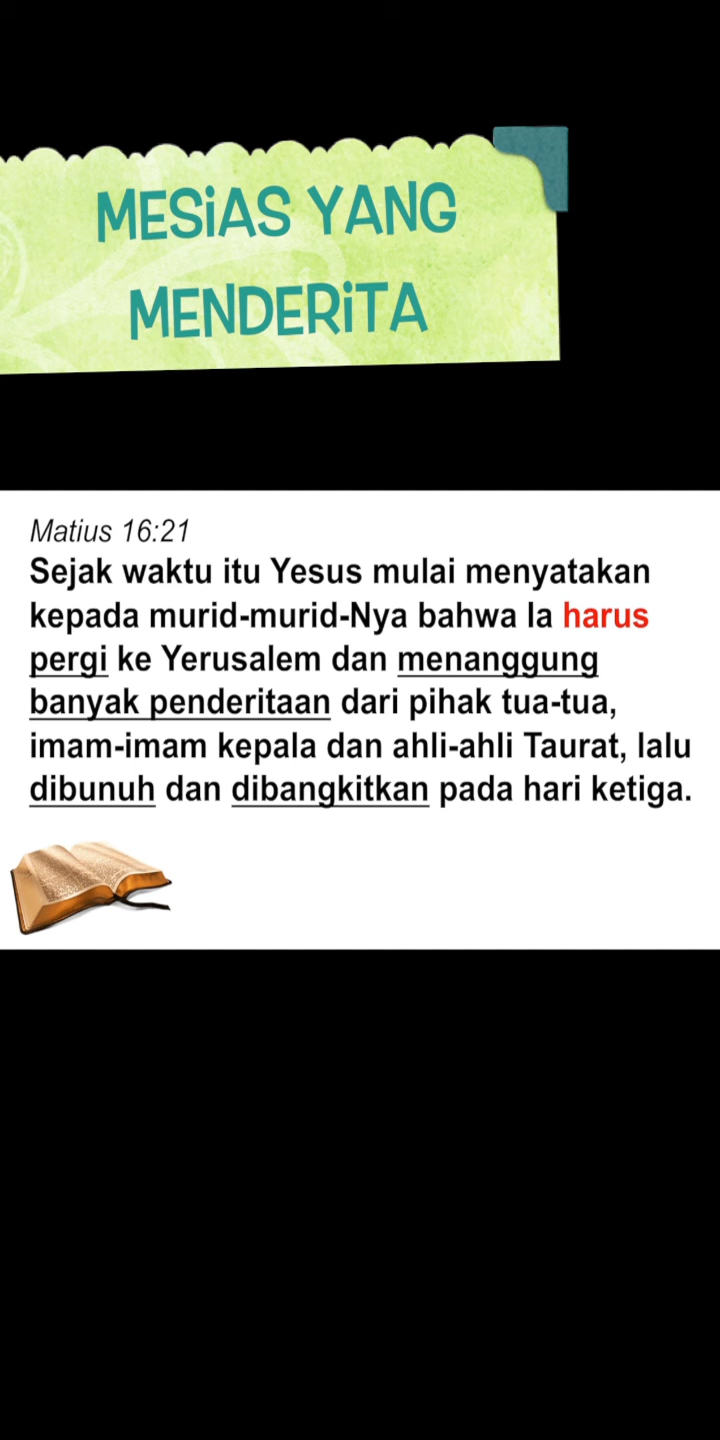 MESiAS YANG
MENDERiTA
Matius 16:21
Sejak waktu itu Yesus mulai menyatakan
kepada murid-murid-Nya bahwa Ia harus
pergi ke Yerusalem dan menanggung
banyak penderitaan dari pihak tua-tua,
imam-imam kepala dan ahli-ahli Taurat, lalu
dibunuh dan dibangkitkan pada hari ketiga.